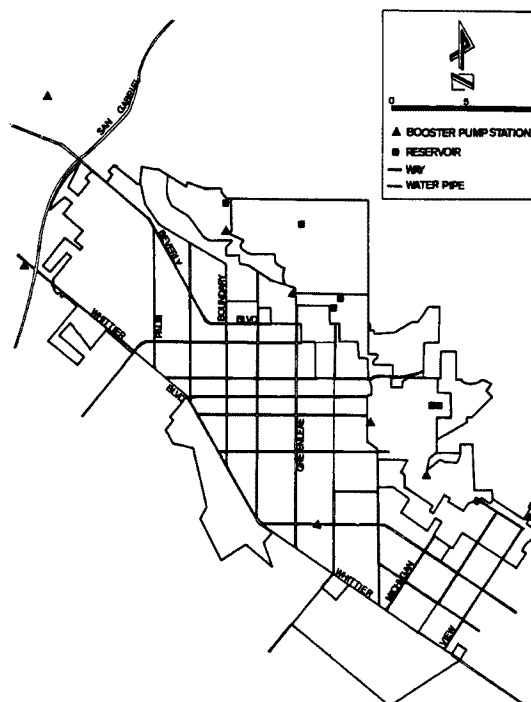 0
5
BOOSTER PUMP STATION
RESERVOIR
WAY
WATER PIPE
SAN GABRIEL
BEVERLY
BLVD
BOUNDARY
PALM
WHITTIER
BLVD
GREENLEAF
WHITTIER
MICHIGAN
VIEW